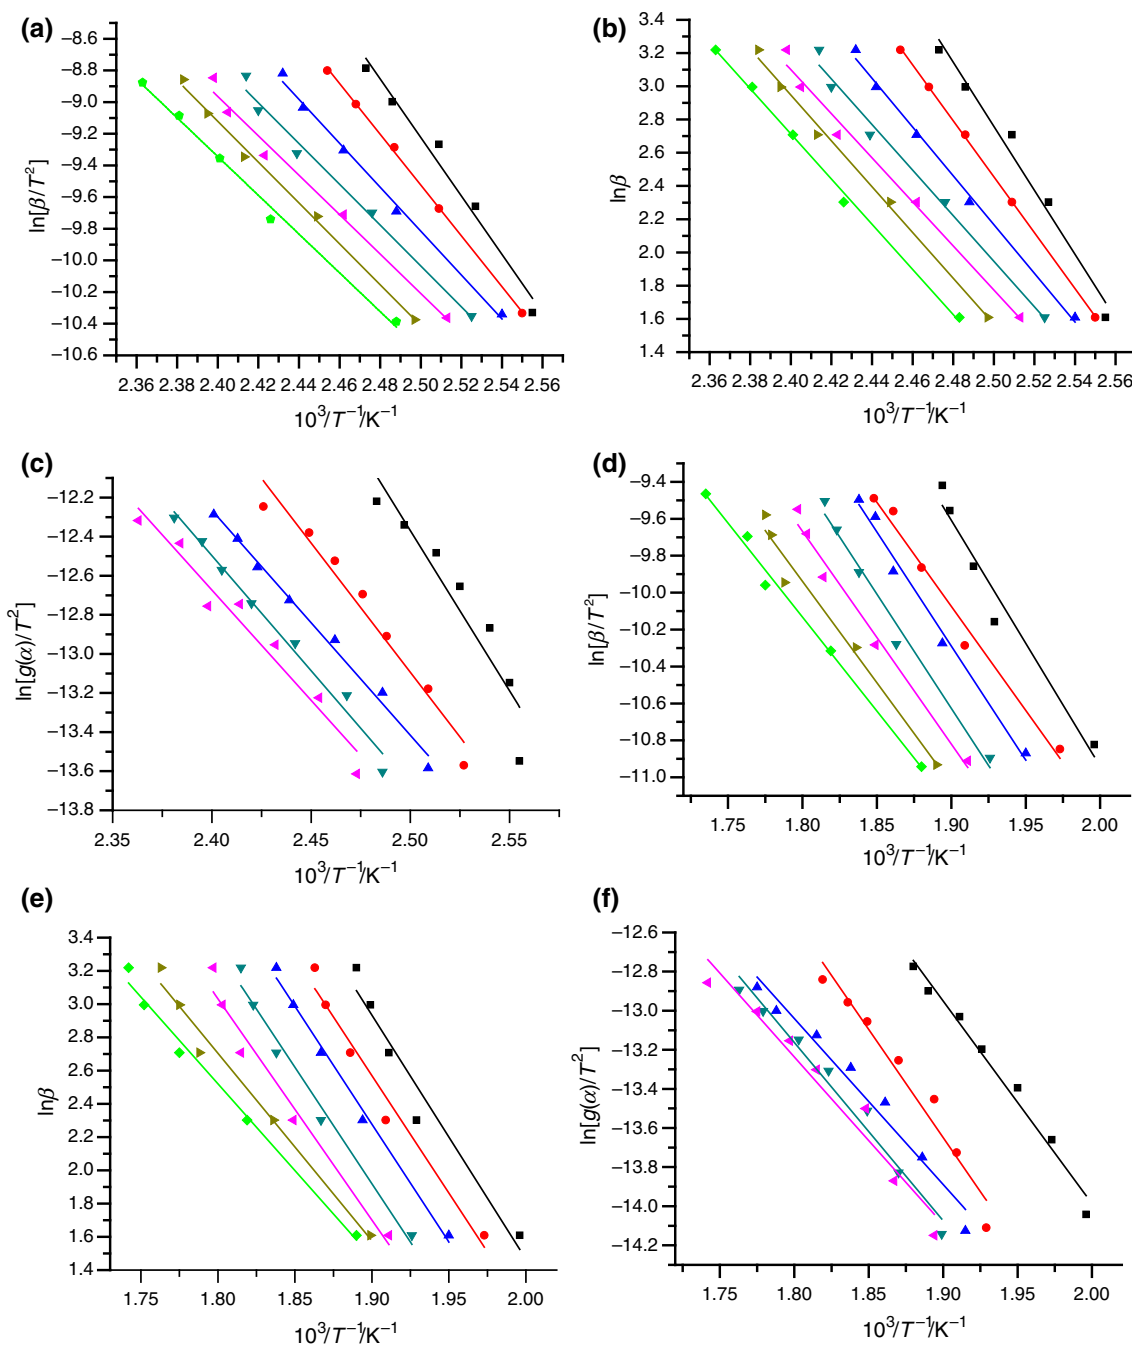 (a)
ln[β/T²]
−8.6
−8.8
−9.0
−9.2
−9.4
−9.6
−9.8
−10.0
−10.2
−10.4
−10.6
2.36 2.38 2.40 2.42 2.44 2.46 2.48 2.50 2.52 2.54 2.56
10³/T⁻¹/K⁻¹
(b)
lnβ
3.4
3.2
3.0
2.8
2.6
2.4
2.2
2.0
1.8
1.6
1.4
2.36 2.38 2.40 2.42 2.44 2.46 2.48 2.50 2.52 2.54 2.56
10³/T⁻¹/K⁻¹
(c)
ln[g(α)/T²]
−12.2
−12.4
−12.6
−12.8
−13.0
−13.2
−13.4
−13.6
−13.8
2.35 2.40 2.45 2.50 2.55
10³/T⁻¹/K⁻¹
(d)
ln[β/T²]
−9.4
−9.6
−9.8
−10.0
−10.2
−10.4
−10.6
−10.8
−11.0
1.75 1.80 1.85 1.90 1.95 2.00
10³/T⁻¹/K⁻¹
(e)
lnβ
3.4
3.2
3.0
2.8
2.6
2.4
2.2
2.0
1.8
1.6
1.4
1.75 1.80 1.85 1.90 1.95 2.00
10³/T⁻¹/K⁻¹
(f)
ln[g(α)/T²]
−12.6
−12.8
−13.0
−13.2
−13.4
−13.6
−13.8
−14.0
−14.2
1.75 1.80 1.85 1.90 1.95 2.00
10³/T⁻¹/K⁻¹